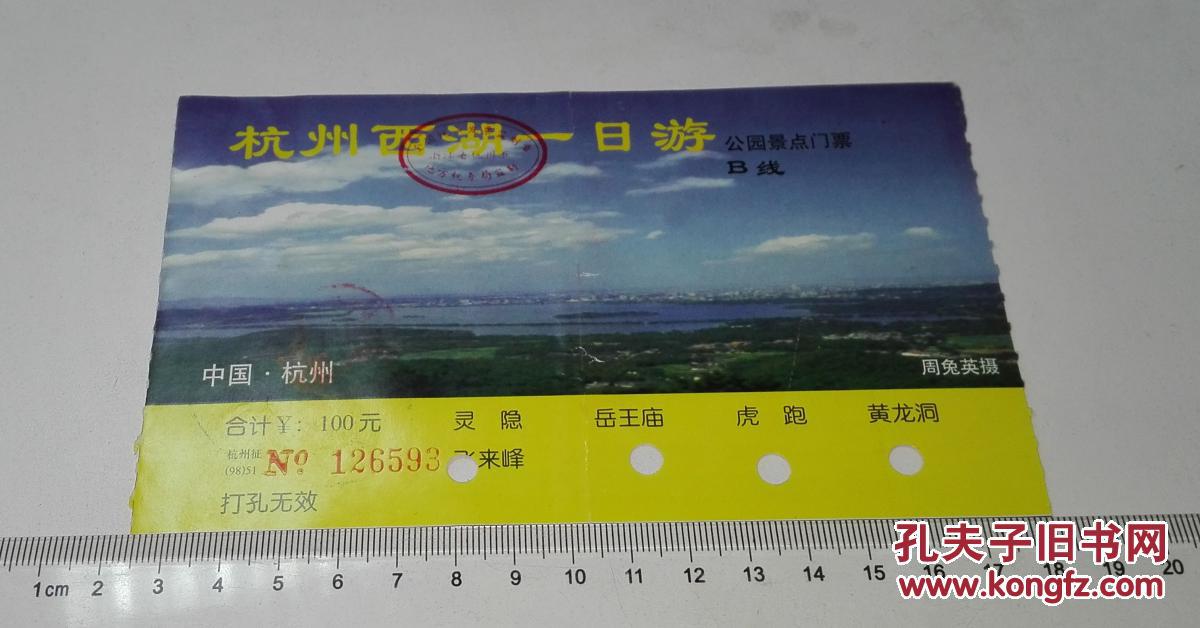 杭州西湖一日游 公园景点门票
B线
中国·杭州 周兔英摄
合计¥: 100元 灵隐 岳王庙 虎跑 黄龙洞
杭州征
(98)51 № 126593 飞来峰
打孔无效
孔夫子旧书网
www.kongfz.com
1cm 2 3 4 5 6 7 8 9 10 11 12 13 14 15 16 17 18 19 20